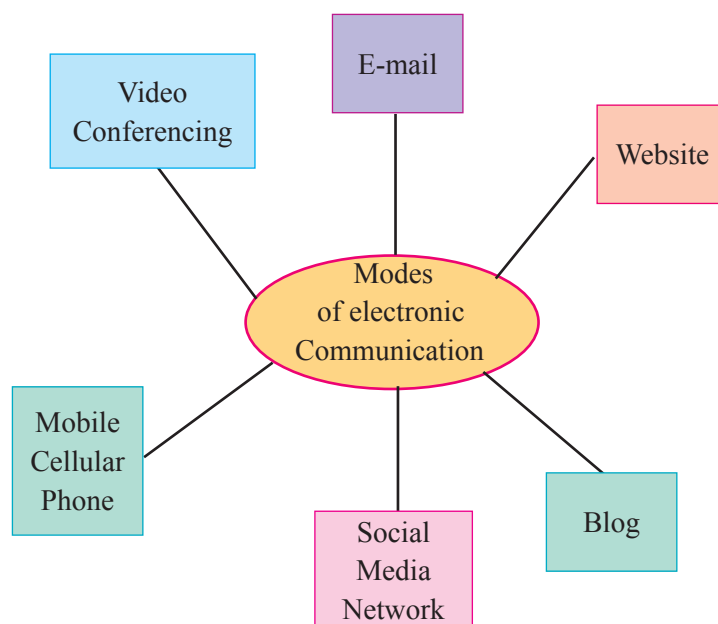 E-mail
Video
Conferencing
Website
Modes
of electronic
Communication
Mobile
Cellular
Phone
Social
Media
Network
Blog